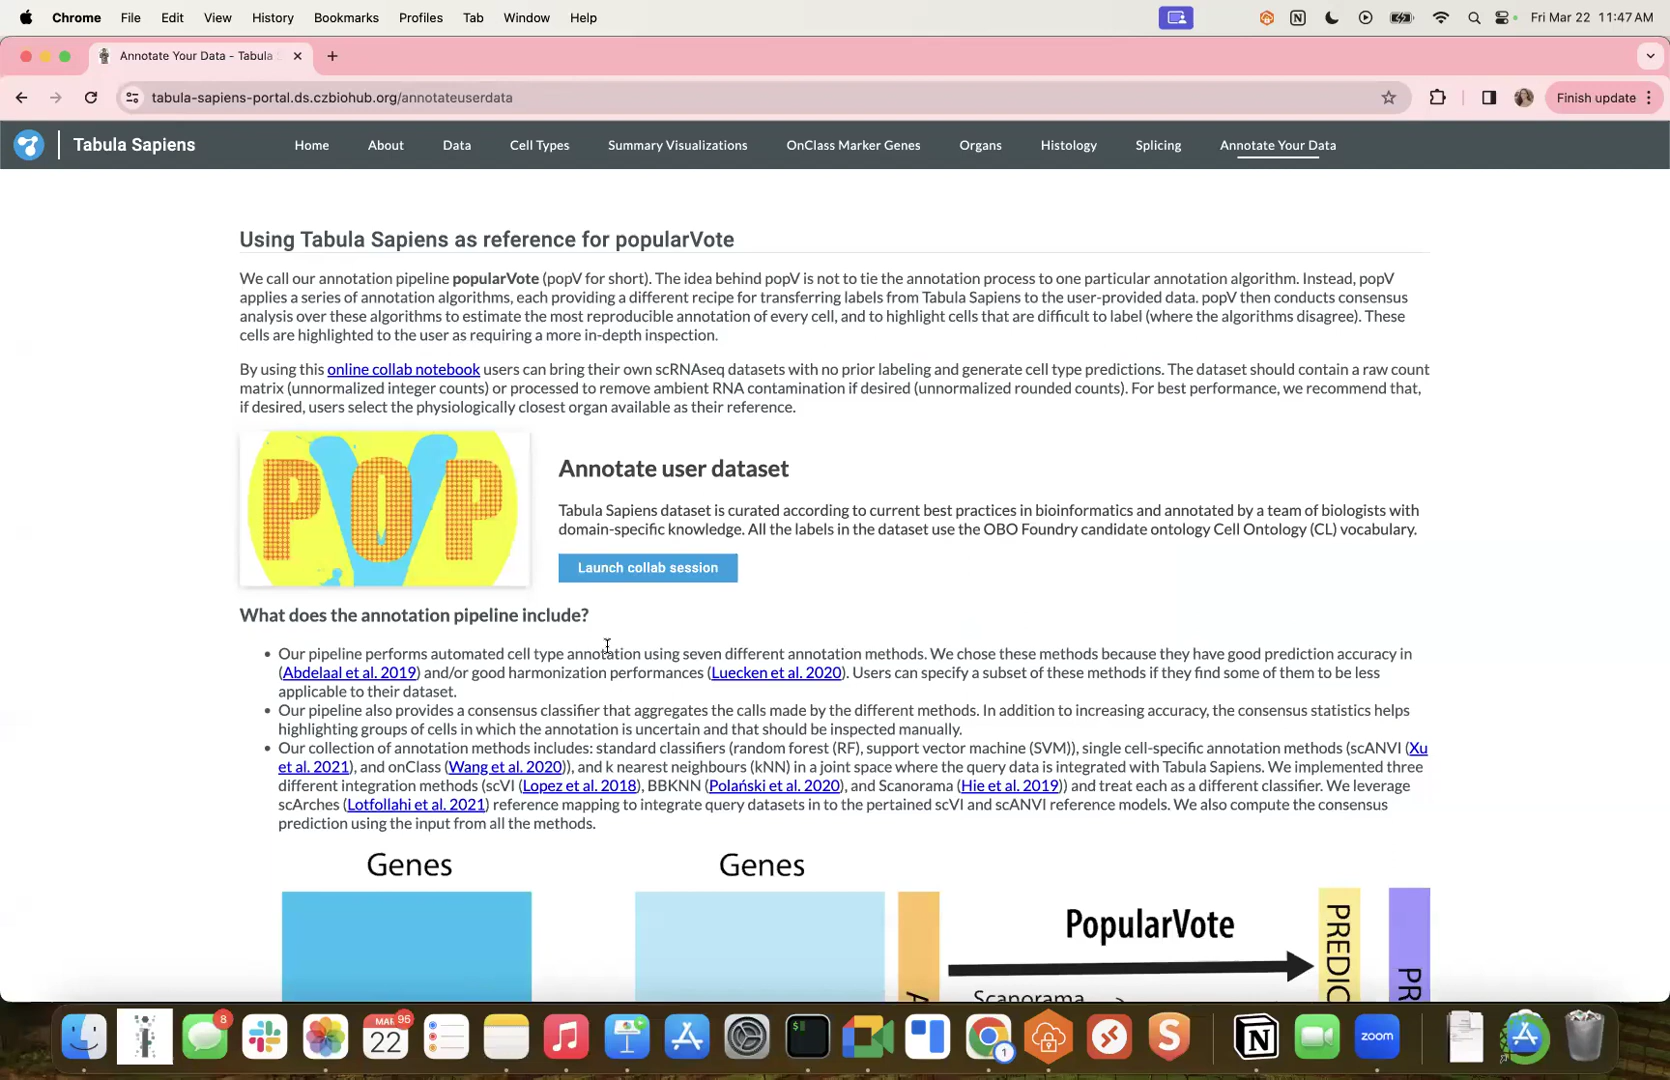 Chrome File Edit View History Bookmarks Profiles Tab Window Help Fri Mar 22 11:47 AM
Annotate Your Data - Tabula
tabula-sapiens-portal.ds.czbiohub.org/annotateuserdata Finish update
Tabula Sapiens Home About Data Cell Types Summary Visualizations OnClass Marker Genes Organs Histology Splicing Annotate Your Data
Using Tabula Sapiens as reference for popularVote
We call our annotation pipeline popularVote (popV for short). The idea behind popV is not to tie the annotation process to one particular annotation algorithm. Instead, popV
applies a series of annotation algorithms, each providing a different recipe for transferring labels from Tabula Sapiens to the user-provided data. popV then conducts consensus
analysis over these algorithms to estimate the most reproducible annotation of every cell, and to highlight cells that are difficult to label (where the algorithms disagree). These
cells are highlighted to the user as requiring a more in-depth inspection.
By using this online collab notebook users can bring their own scRNAseq datasets with no prior labeling and generate cell type predictions. The dataset should contain a raw count
matrix (unnormalized integer counts) or processed to remove ambient RNA contamination if desired (unnormalized rounded counts). For best performance, we recommend that,
if desired, users select the physiologically closest organ available as their reference.
POP
V
Annotate user dataset
Tabula Sapiens dataset is curated according to current best practices in bioinformatics and annotated by a team of biologists with
domain-specific knowledge. All the labels in the dataset use the OBO Foundry candidate ontology Cell Ontology (CL) vocabulary.
Launch collab session
What does the annotation pipeline include?
• Our pipeline performs automated cell type annotation using seven different annotation methods. We chose these methods because they have good prediction accuracy in
(Abdelaal et al. 2019) and/or good harmonization performances (Luecken et al. 2020). Users can specify a subset of these methods if they find some of them to be less
applicable to their dataset.
• Our pipeline also provides a consensus classifier that aggregates the calls made by the different methods. In addition to increasing accuracy, the consensus statistics helps
highlighting groups of cells in which the annotation is uncertain and that should be inspected manually.
• Our collection of annotation methods includes: standard classifiers (random forest (RF), support vector machine (SVM)), single cell-specific annotation methods (scANVI (Xu
et al. 2021), and onClass (Wang et al. 2020)), and k nearest neighbours (kNN) in a joint space where the query data is integrated with Tabula Sapiens. We implemented three
different integration methods (scVI (Lopez et al. 2018), BBKNN (Polański et al. 2020), and Scanorama (Hie et al. 2019)) and treat each as a different classifier. We leverage
scArches (Lotfollahi et al. 2021) reference mapping to integrate query datasets in to the pertained scVI and scANVI reference models. We also compute the consensus
prediction using the input from all the methods.
Genes Genes
PopularVote
Scanorama
PREDIC
PR
A
8
MAR 95
22
1
zoom